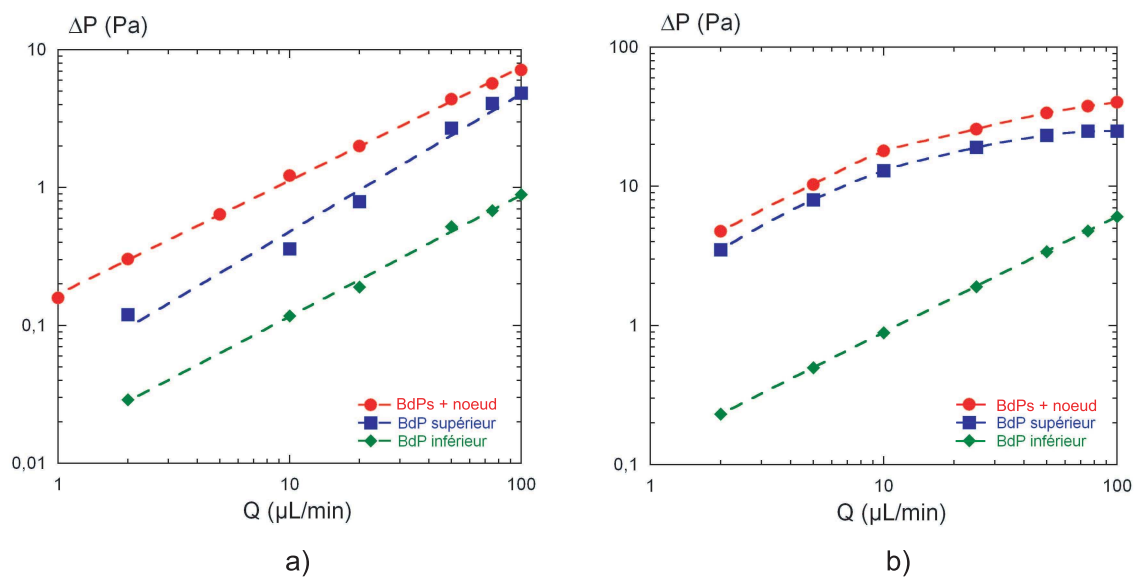 ΔP (Pa)
10
1
0,1
0,01
BdPs + noeud
BdP supérieur
BdP inférieur
1
10
100
Q (µL/min)
a)
ΔP (Pa)
100
10
1
0,1
BdPs + noeud
BdP supérieur
BdP inférieur
1
10
100
Q (µL/min)
b)